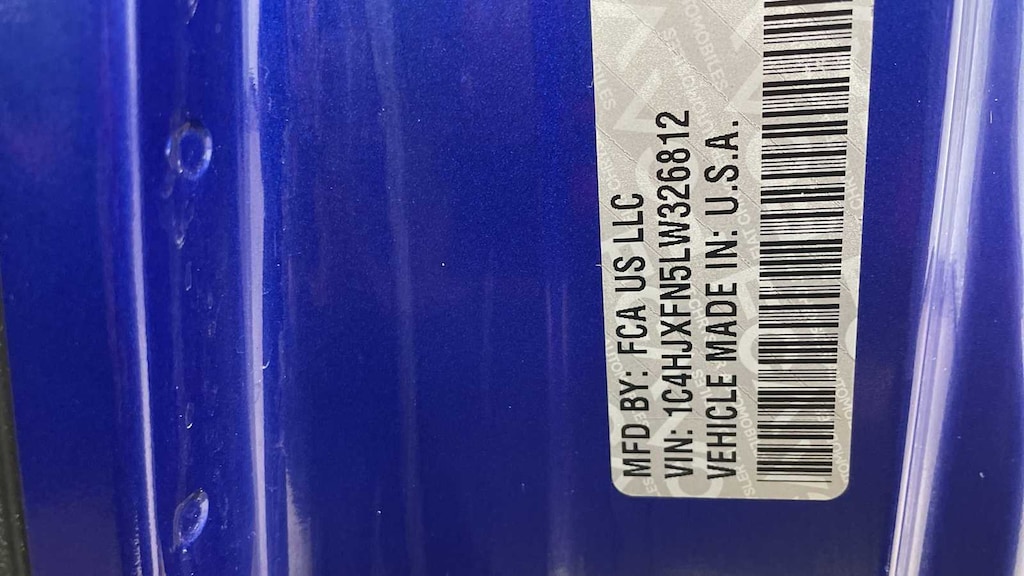 MFD BY: FCA US LLC
VIN: 1C4HJXFN5LW326812
VEHICLE MADE IN: U.S.A.